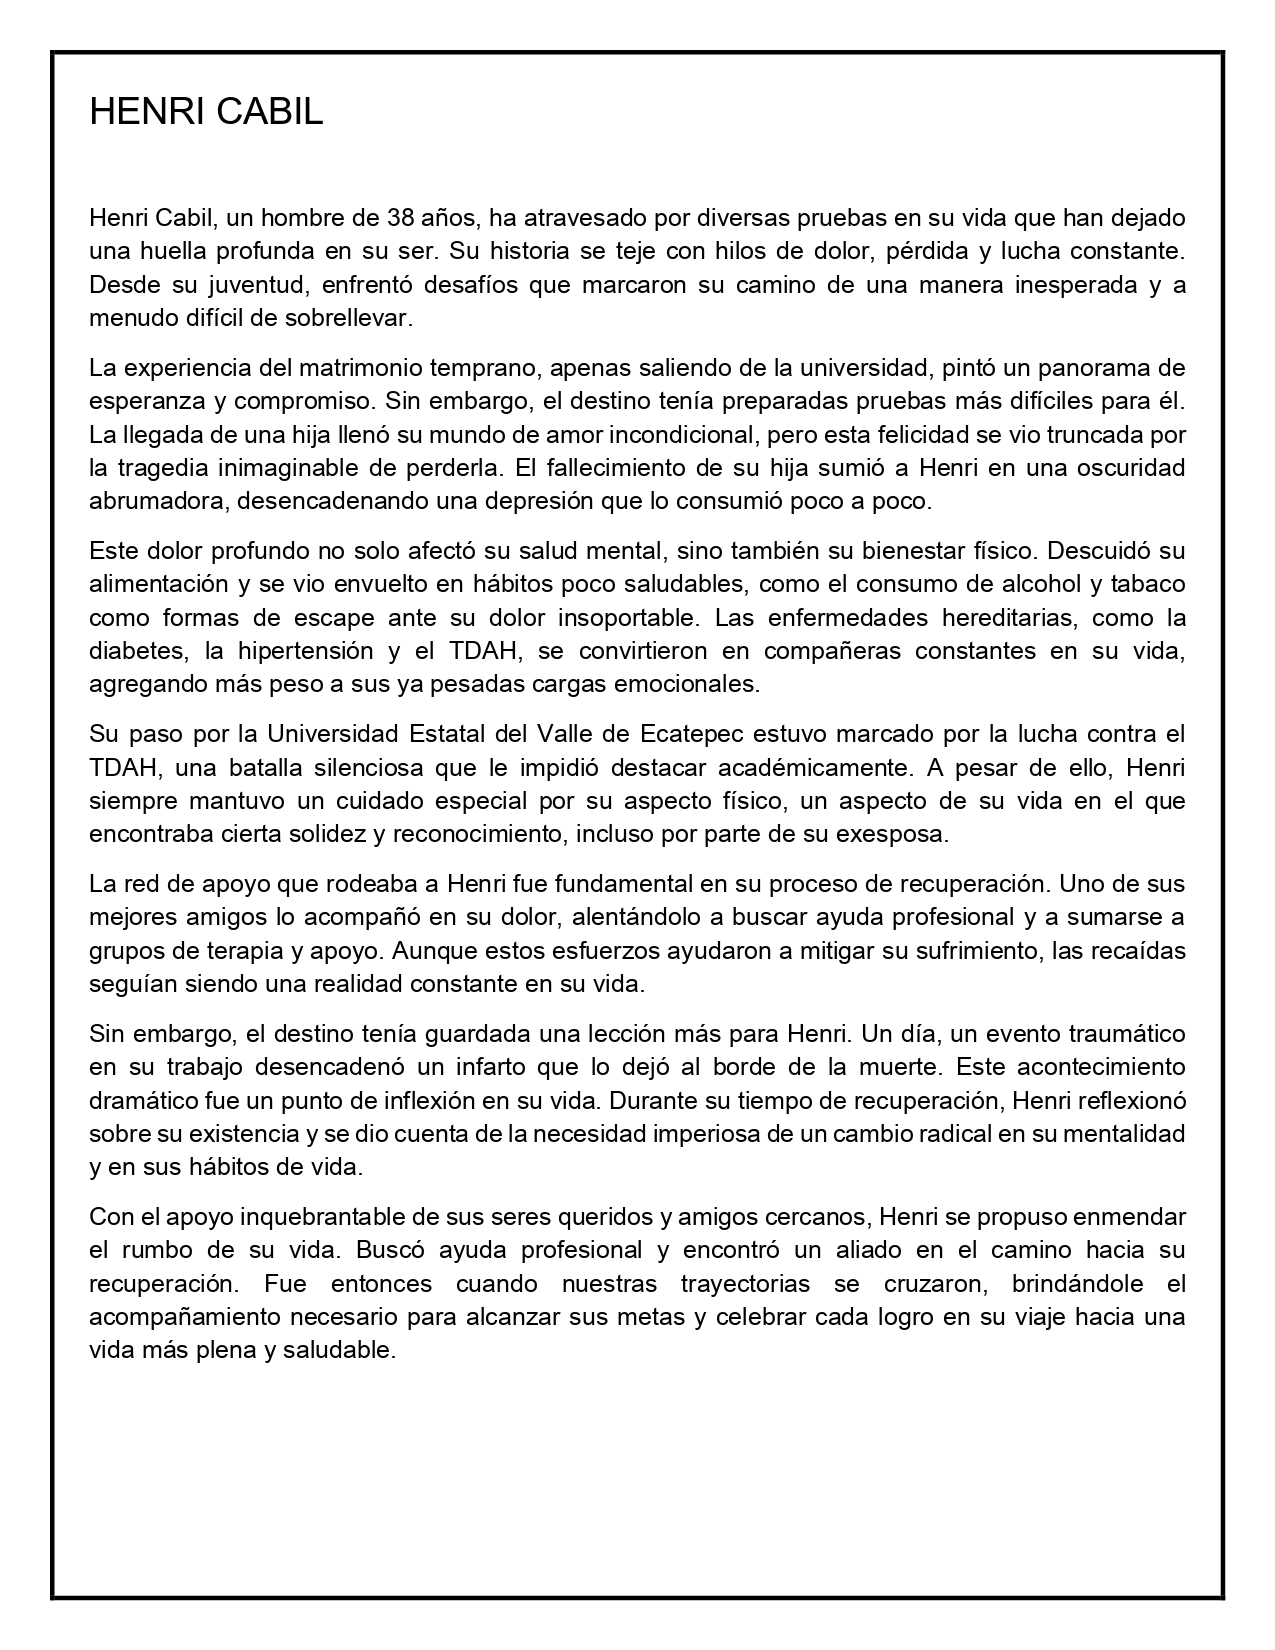 HENRI CABIL
Henri Cabil, un hombre de 38 años, ha atravesado por diversas pruebas en su vida que han dejado
una huella profunda en su ser. Su historia se teje con hilos de dolor, pérdida y lucha constante.
Desde su juventud, enfrentó desafíos que marcaron su camino de una manera inesperada y a
menudo difícil de sobrellevar.
La experiencia del matrimonio temprano, apenas saliendo de la universidad, pintó un panorama de
esperanza y compromiso. Sin embargo, el destino tenía preparadas pruebas más difíciles para él.
La llegada de una hija llenó su mundo de amor incondicional, pero esta felicidad se vio truncada por
la tragedia inimaginable de perderla. El fallecimiento de su hija sumió a Henri en una oscuridad
abrumadora, desencadenando una depresión que lo consumió poco a poco.
Este dolor profundo no solo afectó su salud mental, sino también su bienestar físico. Descuidó su
alimentación y se vio envuelto en hábitos poco saludables, como el consumo de alcohol y tabaco
como formas de escape ante su dolor insoportable. Las enfermedades hereditarias, como la
diabetes, la hipertensión y el TDAH, se convirtieron en compañeras constantes en su vida,
agregando más peso a sus ya pesadas cargas emocionales.
Su paso por la Universidad Estatal del Valle de Ecatepec estuvo marcado por la lucha contra el
TDAH, una batalla silenciosa que le impidió destacar académicamente. A pesar de ello, Henri
siempre mantuvo un cuidado especial por su aspecto físico, un aspecto de su vida en el que
encontraba cierta solidez y reconocimiento, incluso por parte de su exesposa.
La red de apoyo que rodeaba a Henri fue fundamental en su proceso de recuperación. Uno de sus
mejores amigos lo acompañó en su dolor, alentándolo a buscar ayuda profesional y a sumarse a
grupos de terapia y apoyo. Aunque estos esfuerzos ayudaron a mitigar su sufrimiento, las recaídas
seguían siendo una realidad constante en su vida.
Sin embargo, el destino tenía guardada una lección más para Henri. Un día, un evento traumático
en su trabajo desencadenó un infarto que lo dejó al borde de la muerte. Este acontecimiento
dramático fue un punto de inflexión en su vida. Durante su tiempo de recuperación, Henri reflexionó
sobre su existencia y se dio cuenta de la necesidad imperiosa de un cambio radical en su mentalidad
y en sus hábitos de vida.
Con el apoyo inquebrantable de sus seres queridos y amigos cercanos, Henri se propuso enmendar
el rumbo de su vida. Buscó ayuda profesional y encontró un aliado en el camino hacia su
recuperación. Fue entonces cuando nuestras trayectorias se cruzaron, brindándole el
acompañamiento necesario para alcanzar sus metas y celebrar cada logro en su viaje hacia una
vida más plena y saludable.